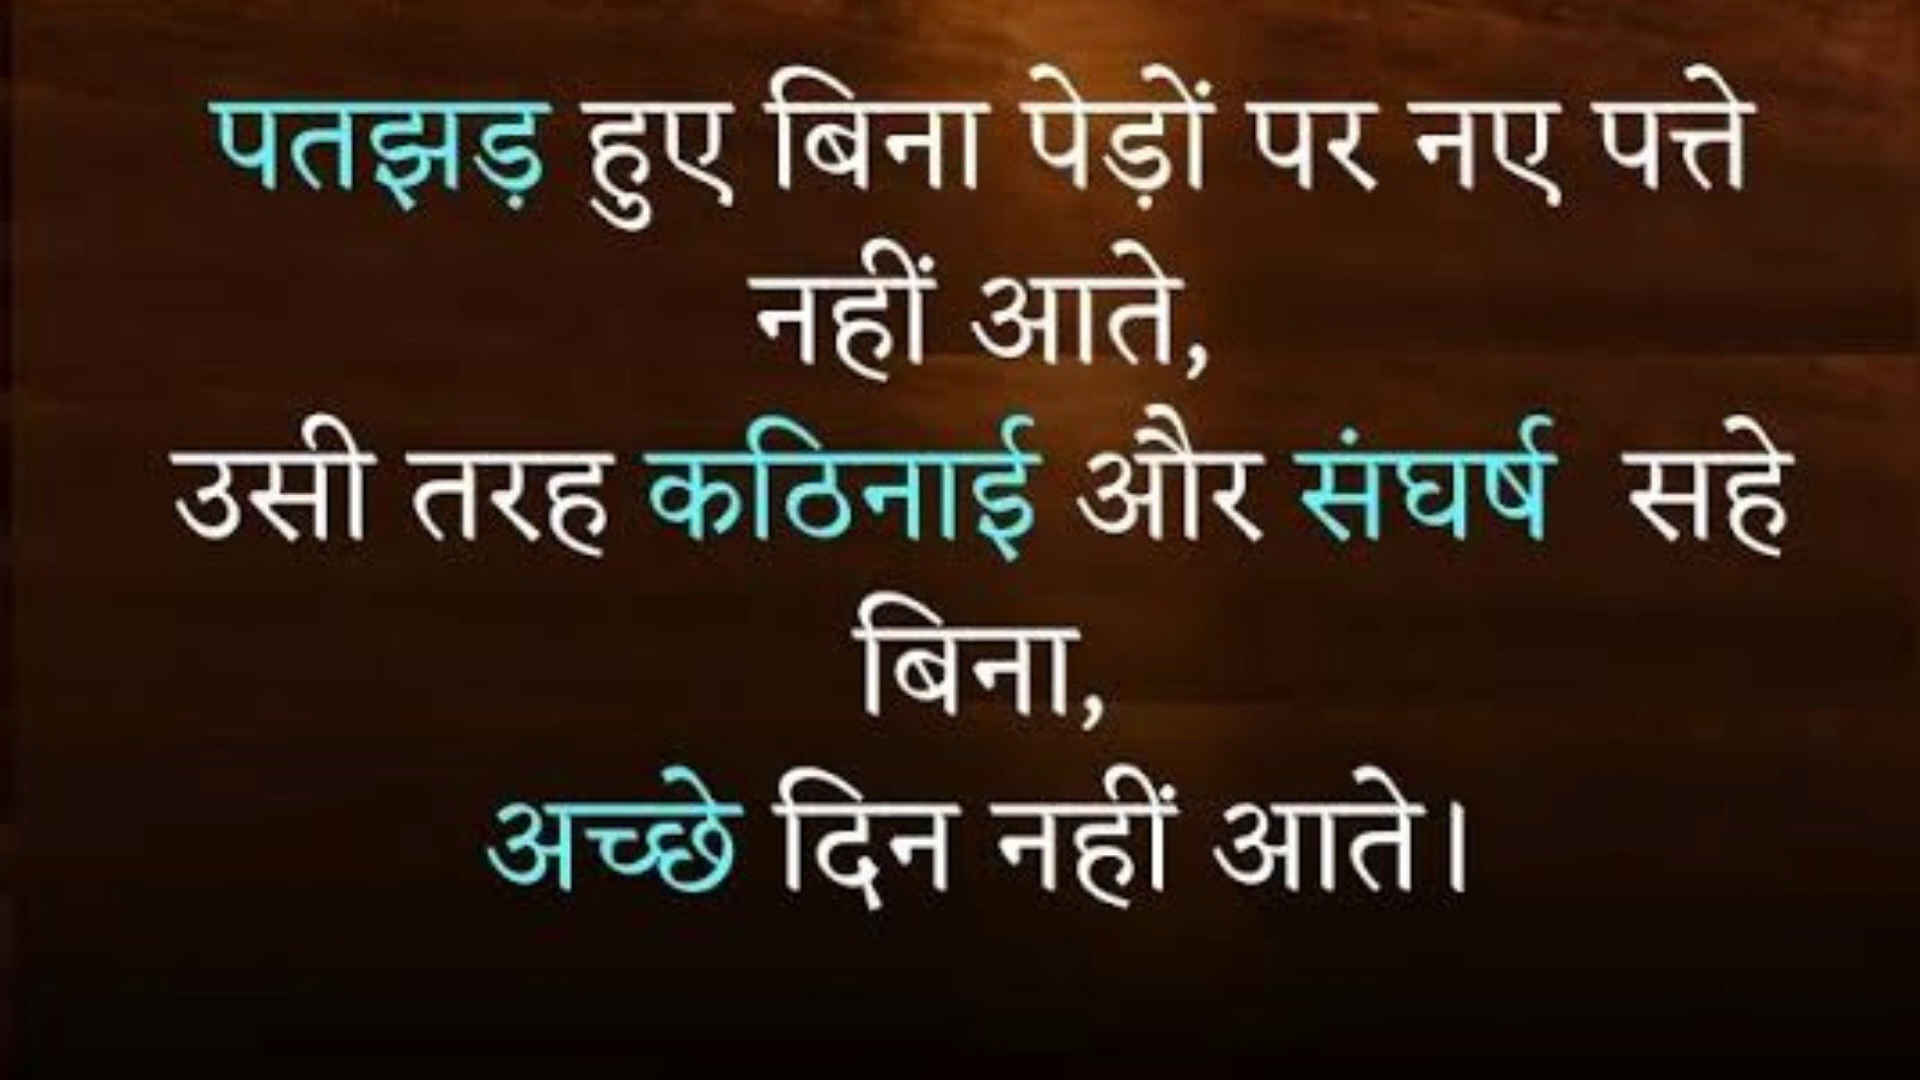 पतझड़ हुए बिना पेड़ों पर नए पत्ते
नहीं आते,
उसी तरह कठिनाई और संघर्ष सहे
बिना,
अच्छे दिन नहीं आते।